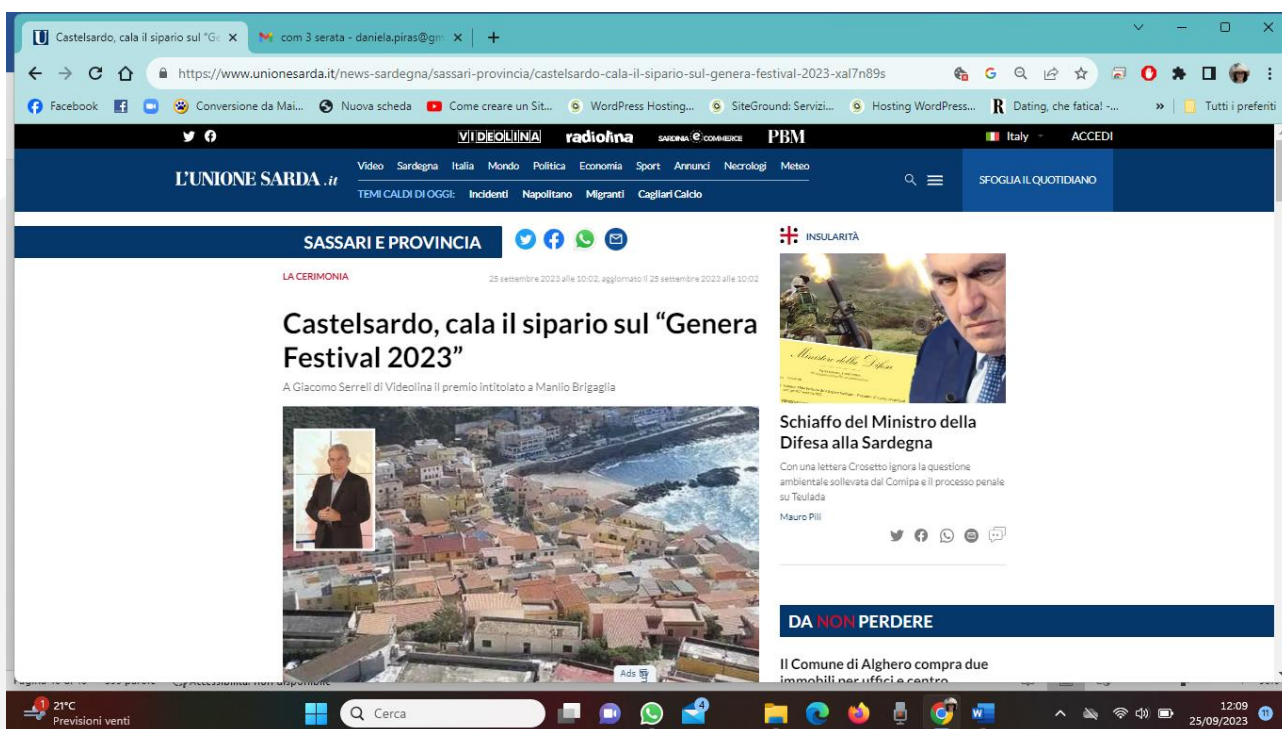 Castelsardo, cala il sipario sul "Ge
com 3 serata - daniela.piras@gm
https://www.unionesarda.it/news-sardegna/sassari-provincia/castelsardo-cala-il-sipario-sul-genera-festival-2023-xal7n89s
Facebook Conversione da Mai... Nuova scheda Come creare un Sit... WordPress Hosting... SiteGround: Servizi... Hosting WordPress... Dating, che fatica! -... » Tutti i preferiti
VIDEOLINA radiolina SARDINIA eCOMMERCE PBM Italy ACCEDI
Video Sardegna Italia Mondo Politica Economia Sport Annunci Necrologi Meteo
L'UNIONE SARDA.it SFOGLIA IL QUOTIDIANO
TEMI CALDI DI OGGI: Incidenti Napolitano Migranti Cagliari Calcio
SASSARI E PROVINCIA
LA CERIMONIA 25 settembre 2023 alle 10:02, aggiornato il 25 settembre 2023 alle 10:02
Castelsardo, cala il sipario sul “Genera
Festival 2023”
A Giacomo Serreli di Videolina il premio intitolato a Manlio Brigaglia
Ads
INSULARITÀ
Ministero della Difesa
Schiaffo del Ministro della
Difesa alla Sardegna
Con una lettera Crosetto ignora la questione
ambientale sollevata dal Comipa e il processo penale
su Teulada
Mauro Pili
DA NON PERDERE
Il Comune di Alghero compra due
immobili per uffici e centro
21°C
Previsioni venti
Cerca
12:09
25/09/2023